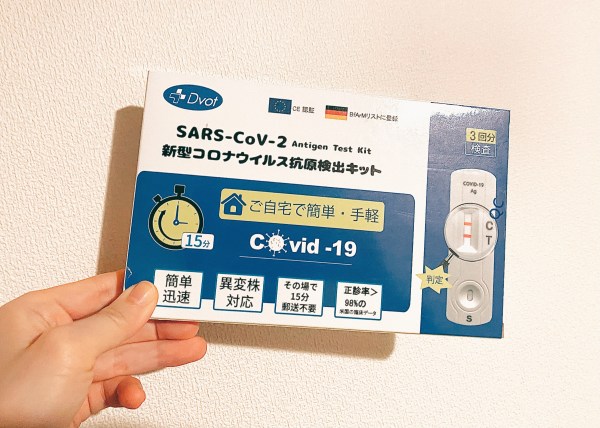 Dvot
CE 認証
BfArMリストに登録
SARS-CoV-2 Antigen Test Kit
新型コロナウイルス抗原検出キット
15分
ご自宅で簡単・手軽
Covid -19
簡単
迅速
異変株
対応
その場で
15分
郵送不要
正診率>
98%の
3回分
検査
COVID-19
Ag
QC
C
T
判定
S